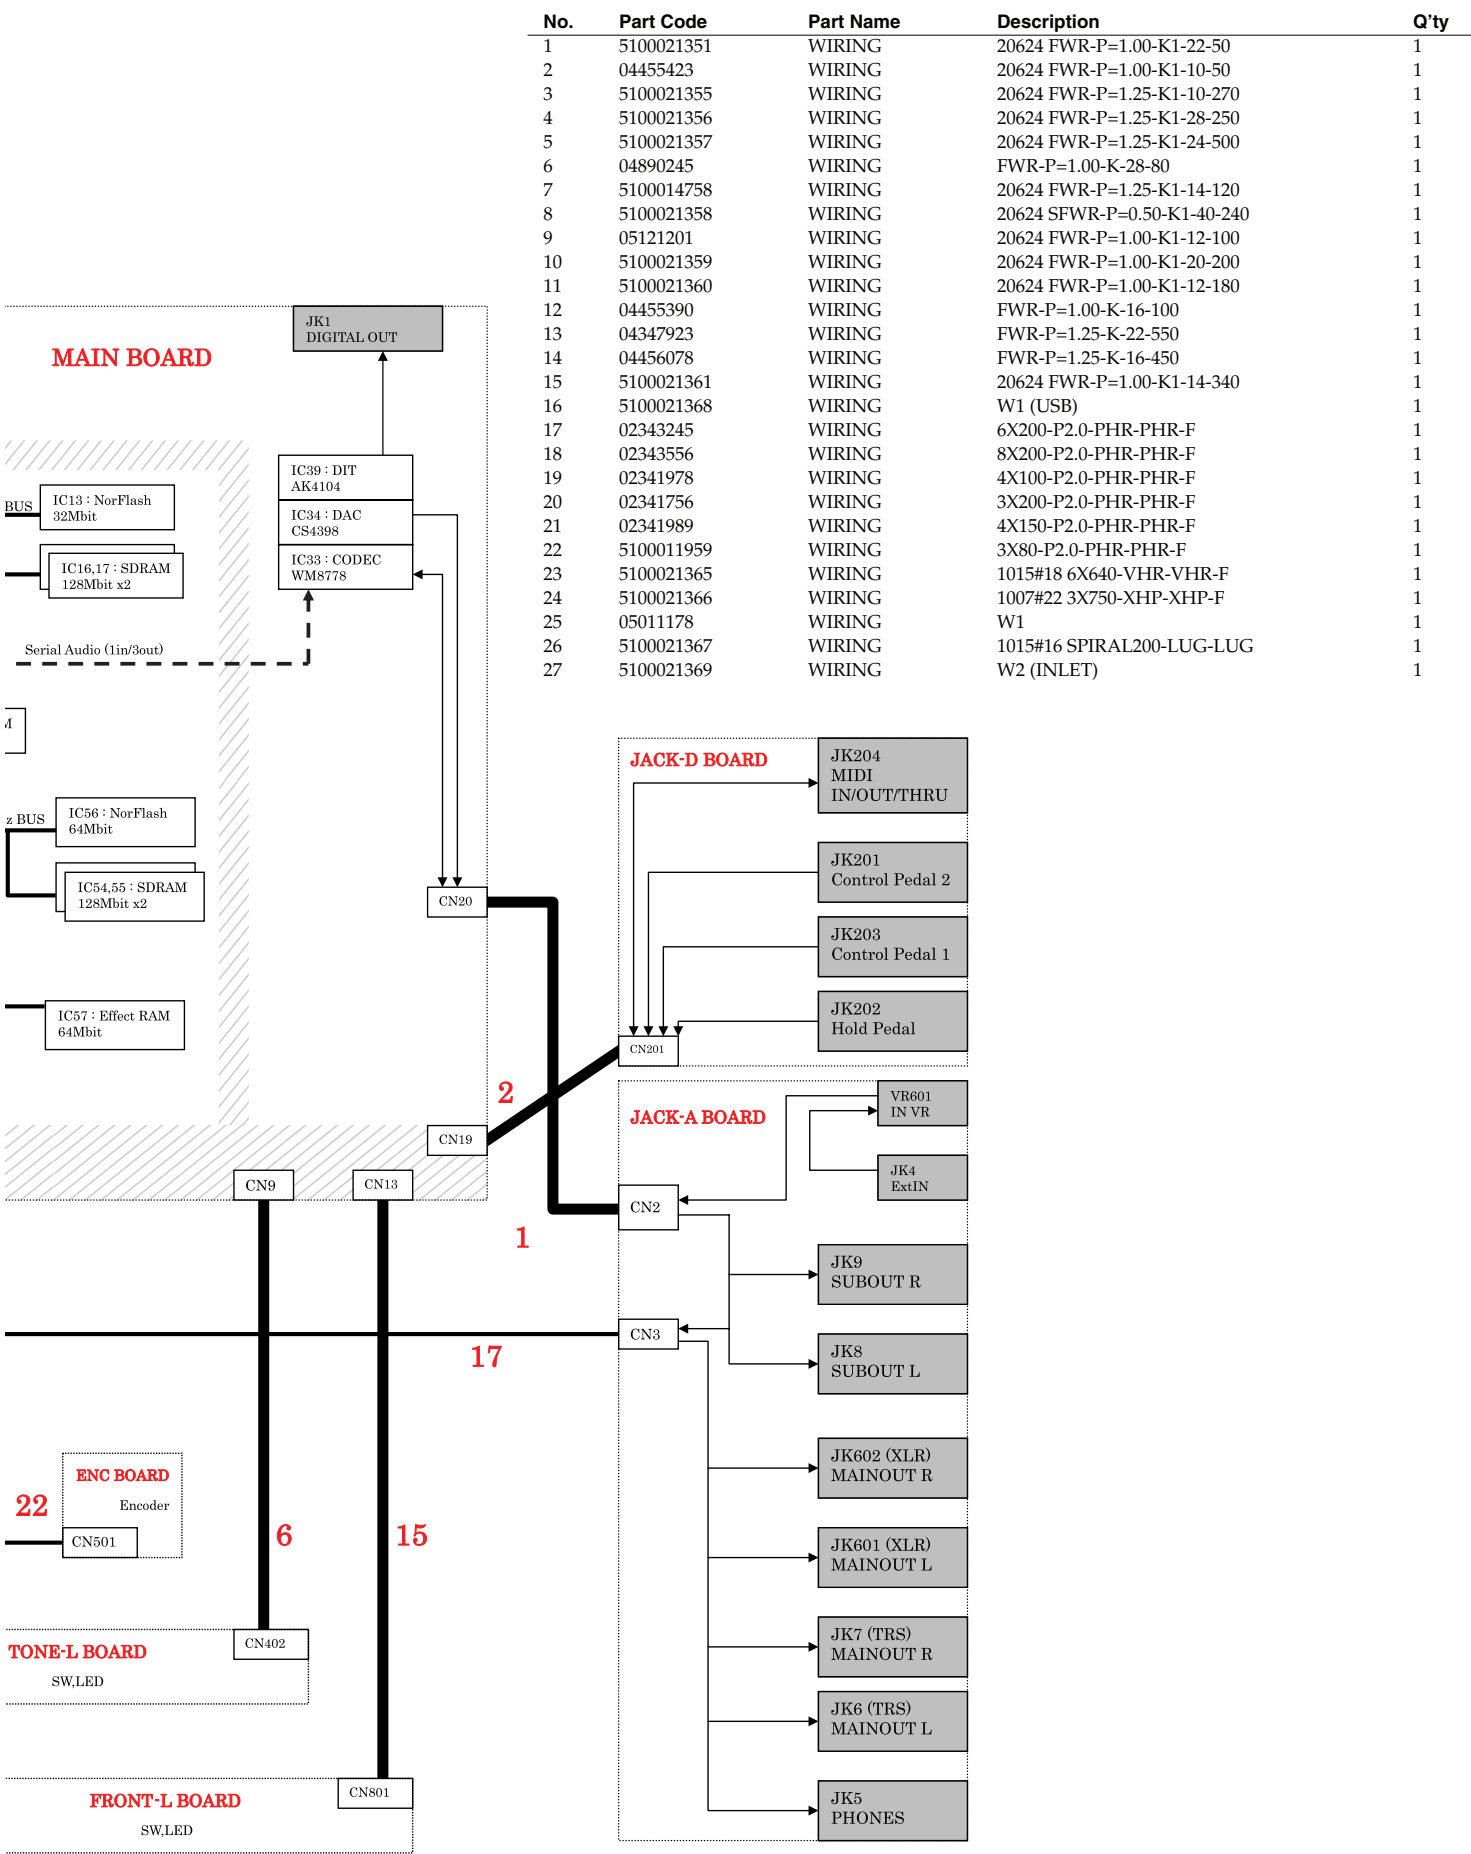 No. Part Code Part Name Description Q’ty
1 5100021351 WIRING 20624 FWR-P=1.00-K1-22-50 1
2 04455423 WIRING 20624 FWR-P=1.00-K1-10-50 1
3 5100021355 WIRING 20624 FWR-P=1.25-K1-10-270 1
4 5100021356 WIRING 20624 FWR-P=1.25-K1-28-250 1
5 5100021357 WIRING 20624 FWR-P=1.25-K1-24-500 1
6 04890245 WIRING FWR-P=1.00-K-28-80 1
7 5100014758 WIRING 20624 FWR-P=1.25-K1-14-120 1
8 5100021358 WIRING 20624 SFWR-P=0.50-K1-40-240 1
9 05121201 WIRING 20624 FWR-P=1.00-K1-12-100 1
10 5100021359 WIRING 20624 FWR-P=1.00-K1-20-200 1
11 5100021360 WIRING 20624 FWR-P=1.00-K1-12-180 1
12 04455390 WIRING FWR-P=1.00-K-16-100 1
13 04347923 WIRING FWR-P=1.25-K-22-550 1
14 04456078 WIRING FWR-P=1.25-K-16-450 1
15 5100021361 WIRING 20624 FWR-P=1.00-K1-14-340 1
16 5100021368 WIRING W1 (USB) 1
17 02343245 WIRING 6X200-P2.0-PHR-PHR-F 1
18 02343556 WIRING 8X200-P2.0-PHR-PHR-F 1
19 02341978 WIRING 4X100-P2.0-PHR-PHR-F 1
20 02341756 WIRING 3X200-P2.0-PHR-PHR-F 1
21 02341989 WIRING 4X150-P2.0-PHR-PHR-F 1
22 5100011959 WIRING 3X80-P2.0-PHR-PHR-F 1
23 5100021365 WIRING 1015#18 6X640-VHR-VHR-F 1
24 5100021366 WIRING 1007#22 3X750-XHP-XHP-F 1
25 05011178 WIRING W1 1
26 5100021367 WIRING 1015#16 SPIRAL200-LUG-LUG 1
27 5100021369 WIRING W2 (INLET) 1
MAIN BOARD
JK1
DIGITAL OUT
IC39 : DIT
AK4104
IC34 : DAC
CS4398
IC33 : CODEC
WM8778
BUS
IC13 : NorFlash
32Mbit
IC16,17 : SDRAM
128Mbit x2
Serial Audio (1in/3out)
M
z BUS
IC56 : NorFlash
64Mbit
IC54,55 : SDRAM
128Mbit x2
IC57 : Effect RAM
64Mbit
CN20
CN19
CN9
CN13
JACK-D BOARD
JK204
MIDI
IN/OUT/THRU
JK201
Control Pedal 2
JK203
Control Pedal 1
JK202
Hold Pedal
CN201
2
1
JACK-A BOARD
VR601
IN VR
JK4
ExtIN
CN2
JK9
SUBOUT R
CN3
JK8
SUBOUT L
17
JK602 (XLR)
MAINOUT R
JK601 (XLR)
MAINOUT L
JK7 (TRS)
MAINOUT R
JK6 (TRS)
MAINOUT L
JK5
PHONES
ENC BOARD
Encoder
22
CN501
6
15
CN402
TONE-L BOARD
SW,LED
CN801
FRONT-L BOARD
SW,LED